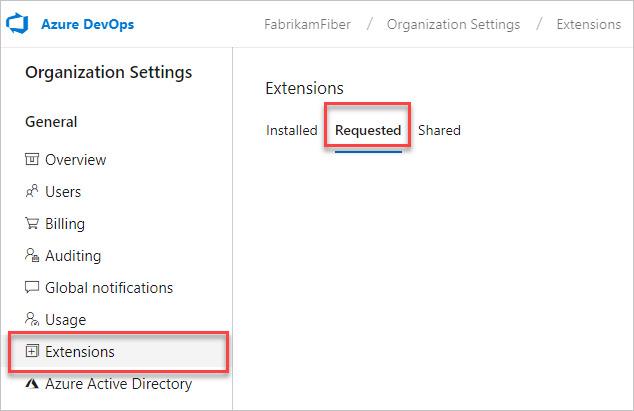 Azure DevOps FabrikamFiber / Organization Settings / Extensions
Organization Settings
Extensions
General
Installed Requested Shared
Overview
Users
Billing
Auditing
Global notifications
Usage
Extensions
Azure Active Directory